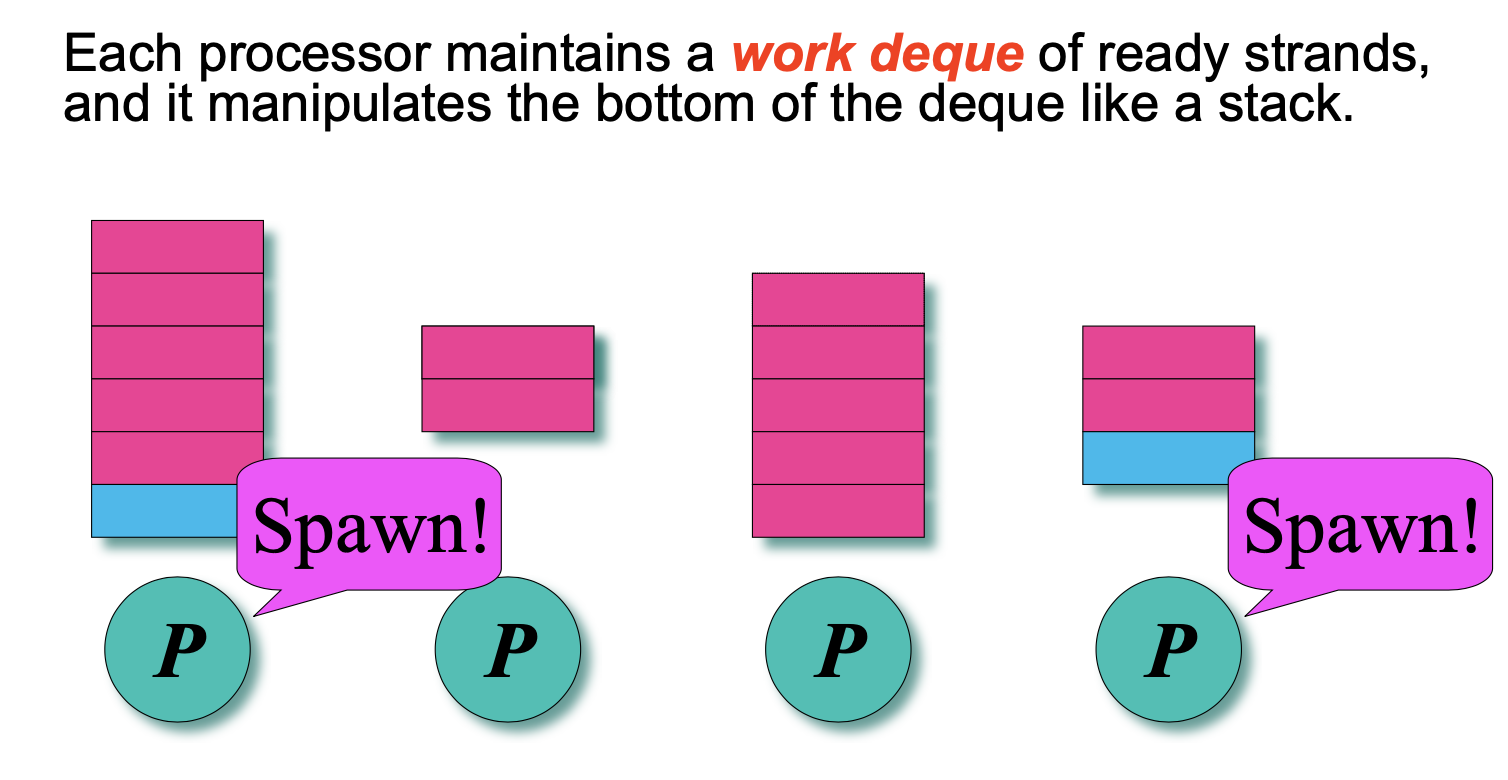 Each processor maintains a work deque of ready strands,
and it manipulates the bottom of the deque like a stack.
Spawn!
Spawn!
P
P
P
P